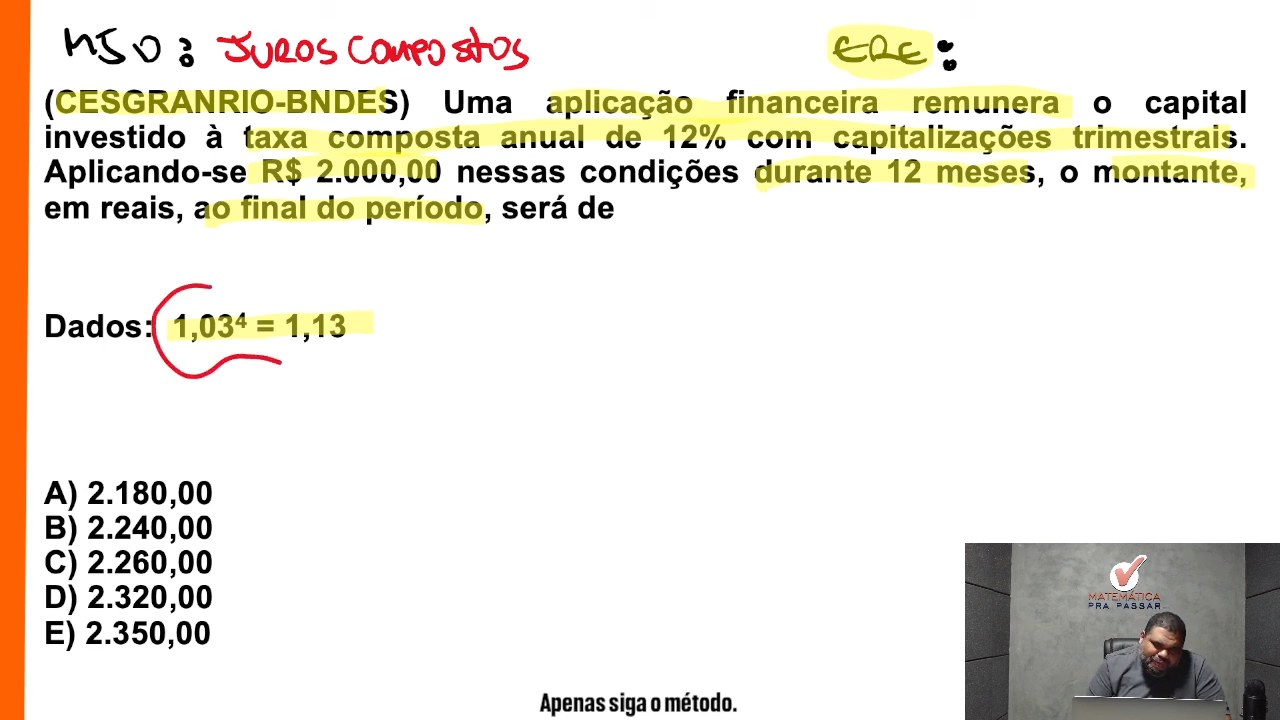 MJO: JUROS COMPOSTOS
ERE:
(CESGRANRIO-BNDES) Uma aplicação financeira remunera o capital
investido à taxa composta anual de 12% com capitalizações trimestrais.
Aplicando-se R$ 2.000,00 nessas condições durante 12 meses, o montante,
em reais, ao final do período, será de
Dados: 1,03⁴ = 1,13
A) 2.180,00
B) 2.240,00
C) 2.260,00
D) 2.320,00
E) 2.350,00
MATEMÁTICA
PRA PASSAR
Apenas siga o método.